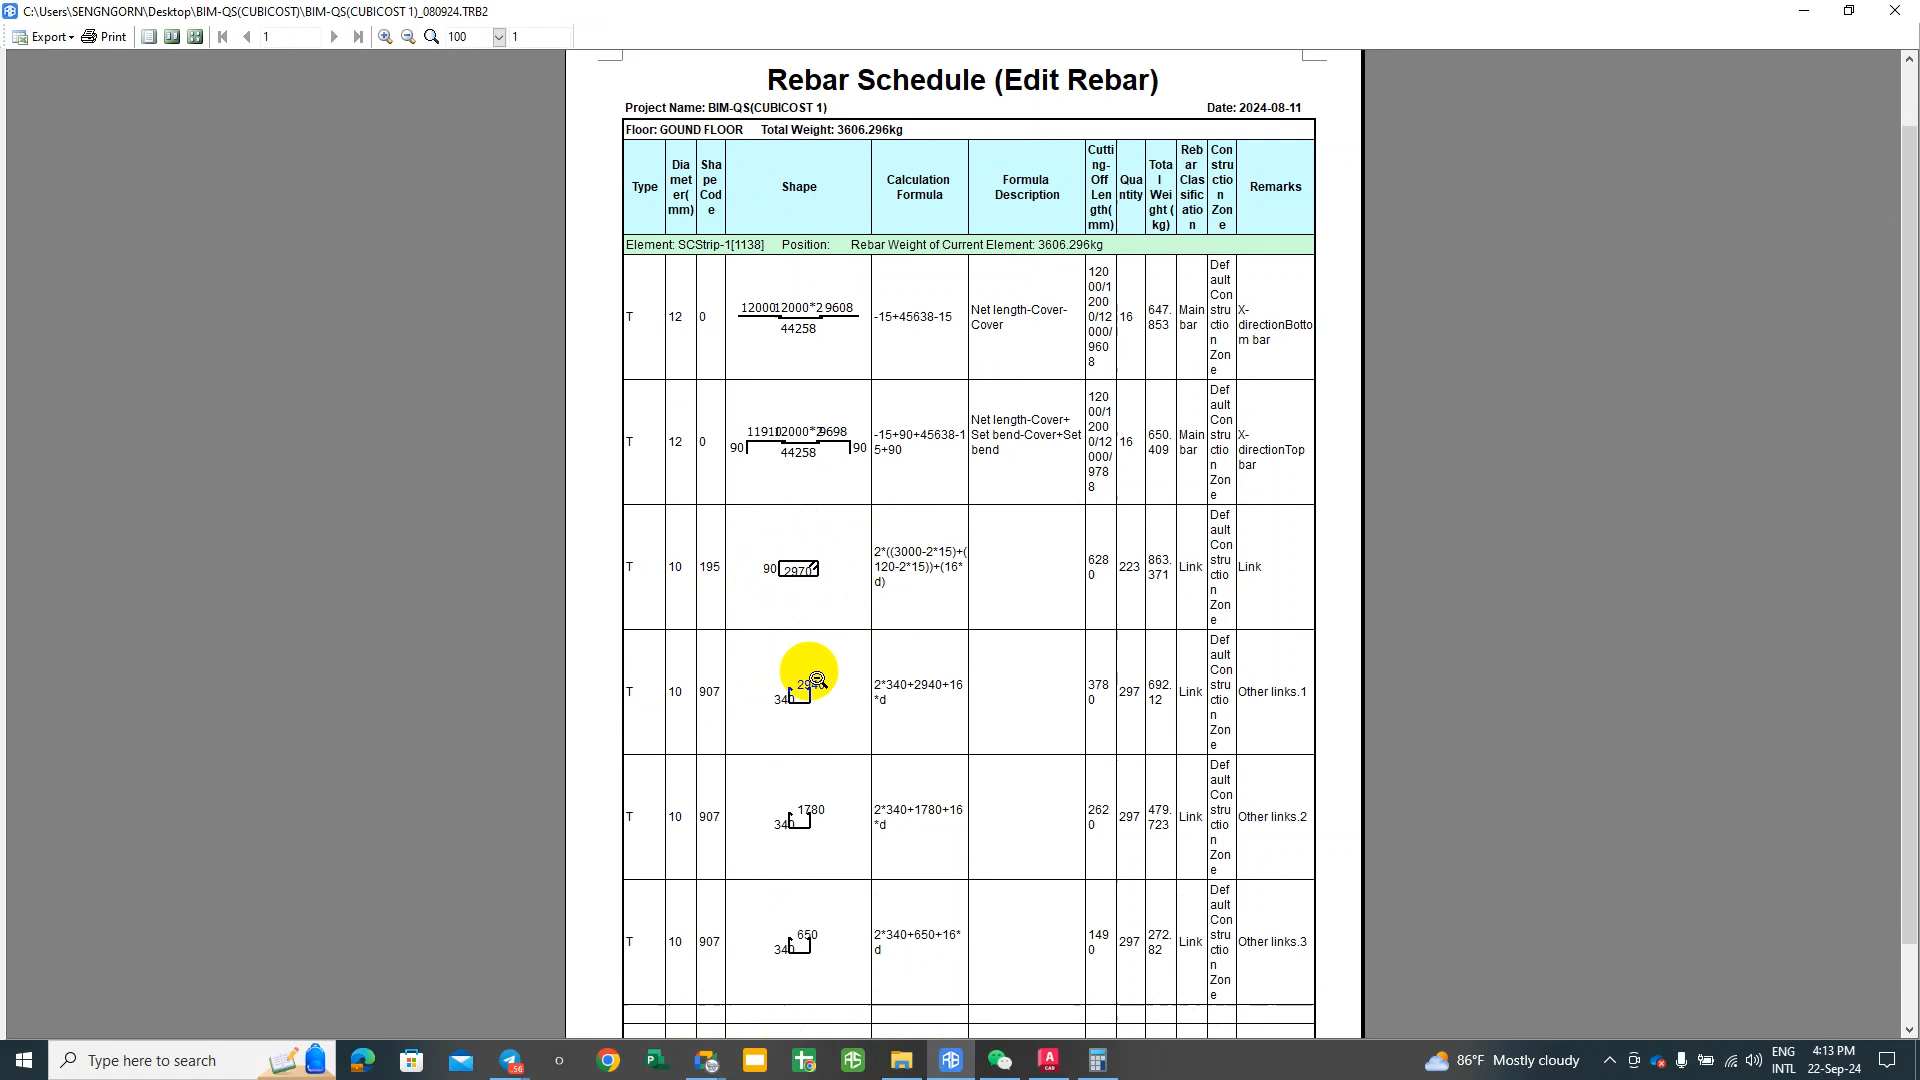 C:\Users\SENGNGORN\Desktop\BIM-QS(CUBICOST)\BIM-QS(CUBICOST 1)_080924.TRB2
Export Print 1 100 1
Rebar Schedule (Edit Rebar)
Project Name: BIM-QS(CUBICOST 1) Date: 2024-08-11
Floor: GOUND FLOOR Total Weight: 3606.296kg
Type
Diameter(mm)
Shape Code
Shape
Calculation Formula
Formula Description
Cutting-Off Length(mm)
Quantity
Total Weight (kg)
Rebar Classification
Construction Zone
Remarks
Element: SCStrip-1[1138] Position: Rebar Weight of Current Element: 3606.296kg
T 12 0
12000 12000*2 9608
44258
-15+45638-15
Net length-Cover-
Cover
12000/12000/12000/9608
16
647.853
Main bar
Default Construction Zone
X-directionBottom bar
T 12 0
11910 12000*2 9698
90 90
44258
-15+90+45638-15+90
Net length-Cover+
Set bend-Cover+Set
bend
12000/12000/12000/9788
16
650.409
Main bar
Default Construction Zone
X-directionTop bar
T 10 195
90 2970
2*((3000-2*15)+(120-2*15))+(16*d)
6280
223
863.371
Link
Default Construction Zone
Link
T 10 907
2940
340
2*340+2940+16*d
3780
297
692.12
Link
Default Construction Zone
Other links.1
T 10 907
1780
340
2*340+1780+16*d
2620
297
479.723
Link
Default Construction Zone
Other links.2
T 10 907
650
340
2*340+650+16*d
1490
297
272.82
Link
Default Construction Zone
Other links.3
Type here to search
56
A
CAD
86°F Mostly cloudy
ENG
INTL
4:13 PM
22-Sep-24